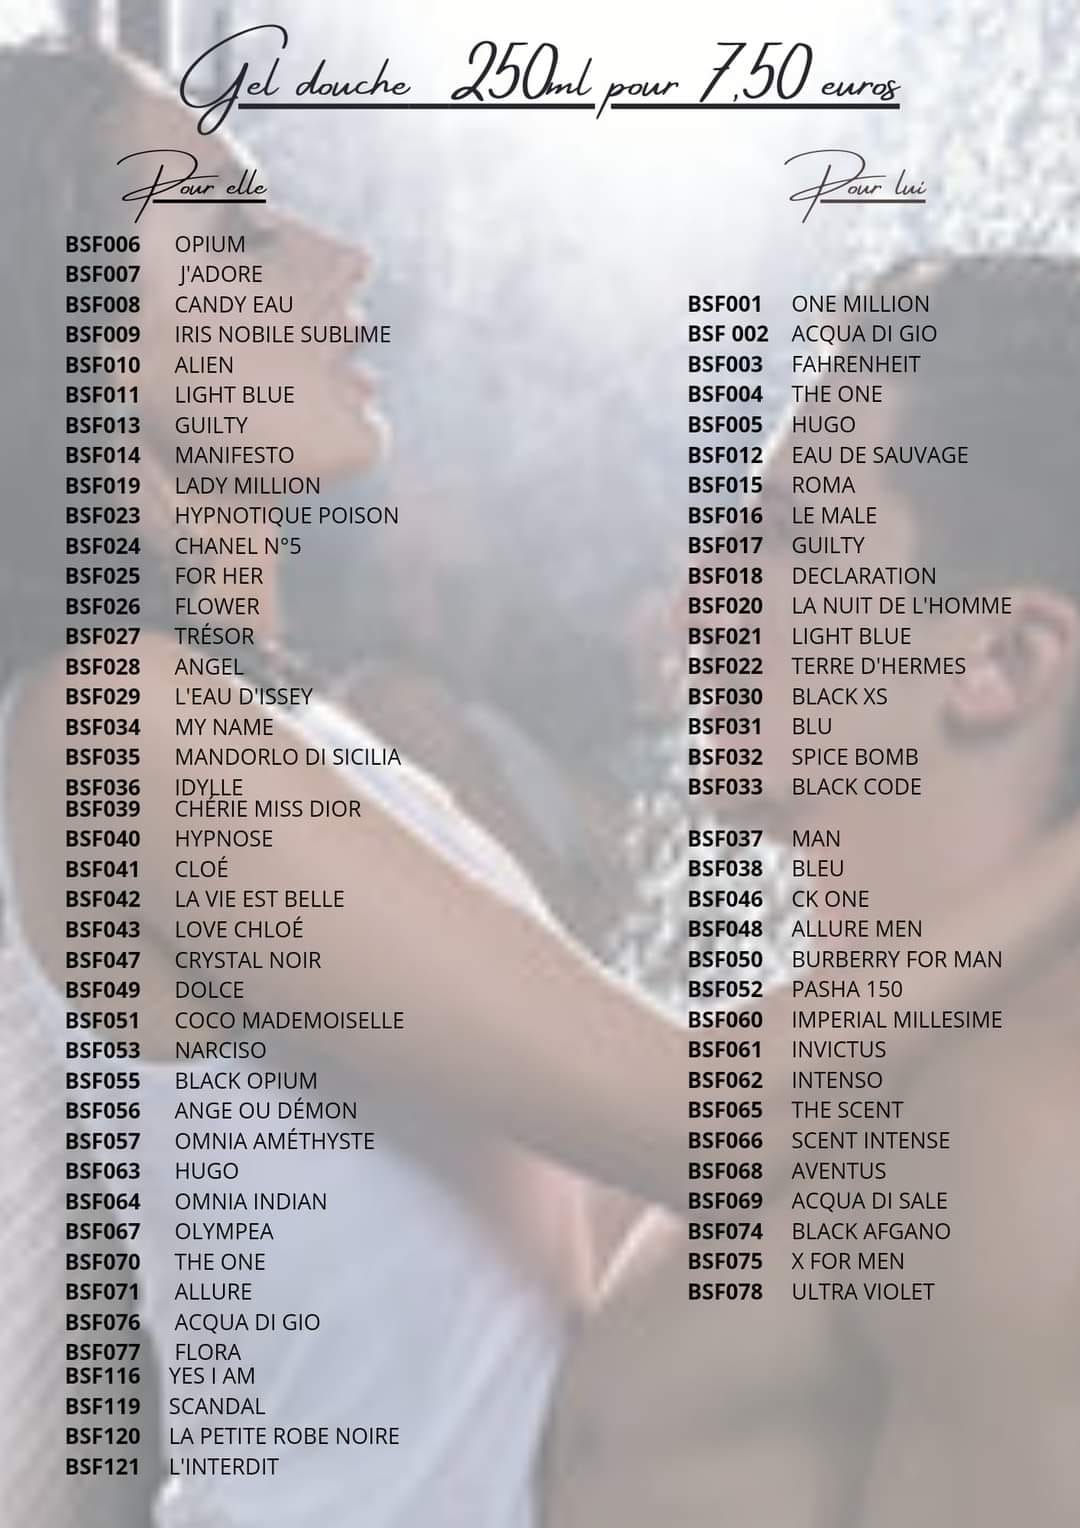 Gel douche 250ml pour 7,50 euros
Pour elle
BSF006 OPIUM
BSF007 J'ADORE
BSF008 CANDY EAU
BSF009 IRIS NOBILE SUBLIME
BSF010 ALIEN
BSF011 LIGHT BLUE
BSF013 GUILTY
BSF014 MANIFESTO
BSF019 LADY MILLION
BSF023 HYPNOTIQUE POISON
BSF024 CHANEL N°5
BSF025 FOR HER
BSF026 FLOWER
BSF027 TRÉSOR
BSF028 ANGEL
BSF029 L'EAU D'ISSEY
BSF034 MY NAME
BSF035 MANDORLO DI SICILIA
BSF036 IDYLLE
BSF039 CHÉRIE MISS DIOR
BSF040 HYPNOSE
BSF041 CLOÉ
BSF042 LA VIE EST BELLE
BSF043 LOVE CHLOÉ
BSF047 CRYSTAL NOIR
BSF049 DOLCE
BSF051 COCO MADEMOISELLE
BSF053 NARCISO
BSF055 BLACK OPIUM
BSF056 ANGE OU DÉMON
BSF057 OMNIA AMÉTHYSTE
BSF063 HUGO
BSF064 OMNIA INDIAN
BSF067 OLYMPEA
BSF070 THE ONE
BSF071 ALLURE
BSF076 ACQUA DI GIO
BSF077 FLORA
BSF116 YES I AM
BSF119 SCANDAL
BSF120 LA PETITE ROBE NOIRE
BSF121 L'INTERDIT
Pour lui
BSF001 ONE MILLION
BSF 002 ACQUA DI GIO
BSF003 FAHRENHEIT
BSF004 THE ONE
BSF005 HUGO
BSF012 EAU DE SAUVAGE
BSF015 ROMA
BSF016 LE MALE
BSF017 GUILTY
BSF018 DECLARATION
BSF020 LA NUIT DE L'HOMME
BSF021 LIGHT BLUE
BSF022 TERRE D'HERMES
BSF030 BLACK XS
BSF031 BLU
BSF032 SPICE BOMB
BSF033 BLACK CODE
BSF037 MAN
BSF038 BLEU
BSF046 CK ONE
BSF048 ALLURE MEN
BSF050 BURBERRY FOR MAN
BSF052 PASHA 150
BSF060 IMPERIAL MILLESIME
BSF061 INVICTUS
BSF062 INTENSO
BSF065 THE SCENT
BSF066 SCENT INTENSE
BSF068 AVENTUS
BSF069 ACQUA DI SALE
BSF074 BLACK AFGANO
BSF075 X FOR MEN
BSF078 ULTRA VIOLET